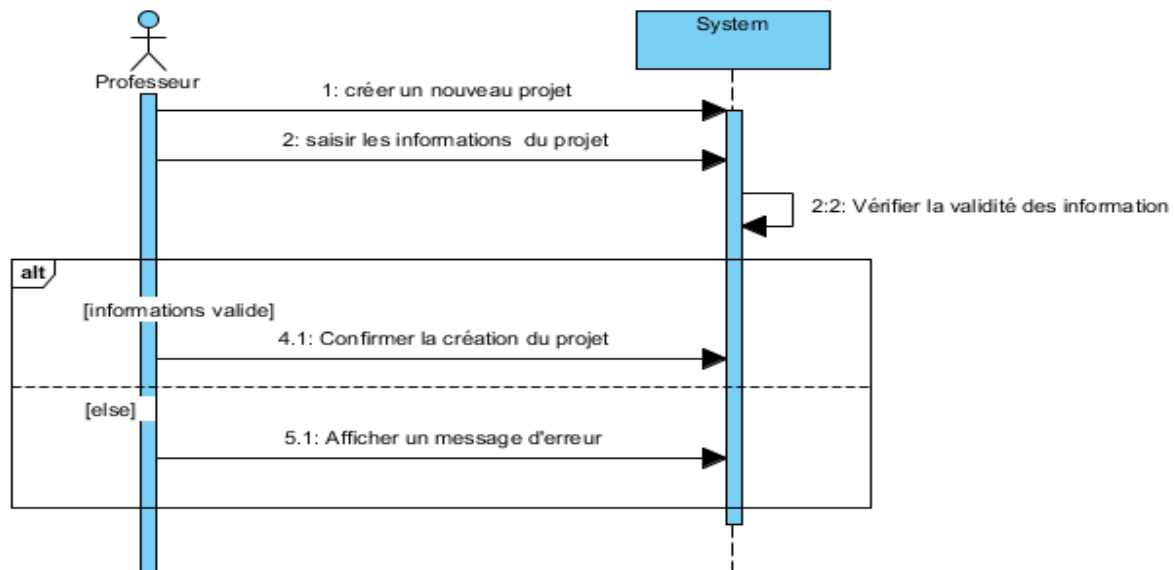 System
Professeur
1: créer un nouveau projet
2: saisir les informations du projet
2:2: Vérifier la validité des information
alt
[informations valide]
4.1: Confirmer la création du projet
[else]
5.1: Afficher un message d'erreur